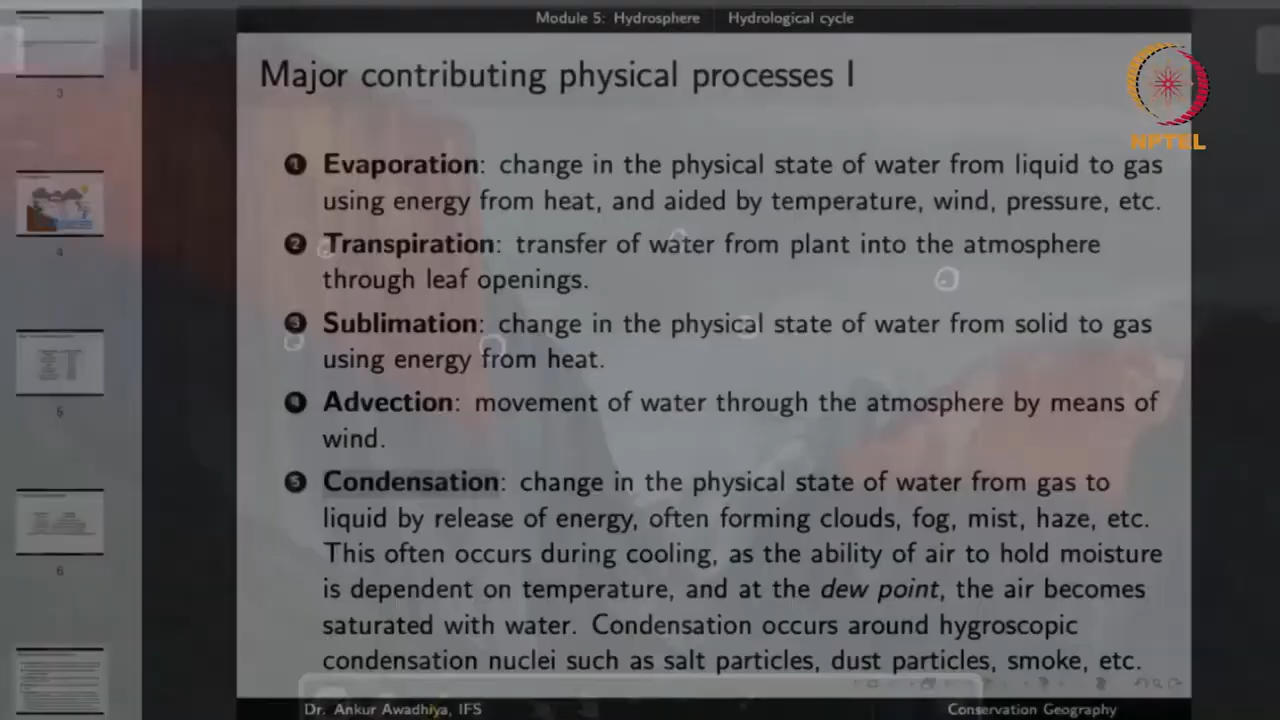 Module 5: Hydrosphere Hydrological cycle
Major contributing physical processes I
NPTEL
1 Evaporation: change in the physical state of water from liquid to gas
using energy from heat, and aided by temperature, wind, pressure, etc.
2 Transpiration: transfer of water from plant into the atmosphere
through leaf openings.
3 Sublimation: change in the physical state of water from solid to gas
using energy from heat.
4 Advection: movement of water through the atmosphere by means of
wind.
5 Condensation: change in the physical state of water from gas to
liquid by release of energy, often forming clouds, fog, mist, haze, etc.
This often occurs during cooling, as the ability of air to hold moisture
is dependent on temperature, and at the dew point, the air becomes
saturated with water. Condensation occurs around hygroscopic
condensation nuclei such as salt particles, dust particles, smoke, etc.
Dr. Ankur Awadhiya, IFS Conservation Geography
3
4
5
6